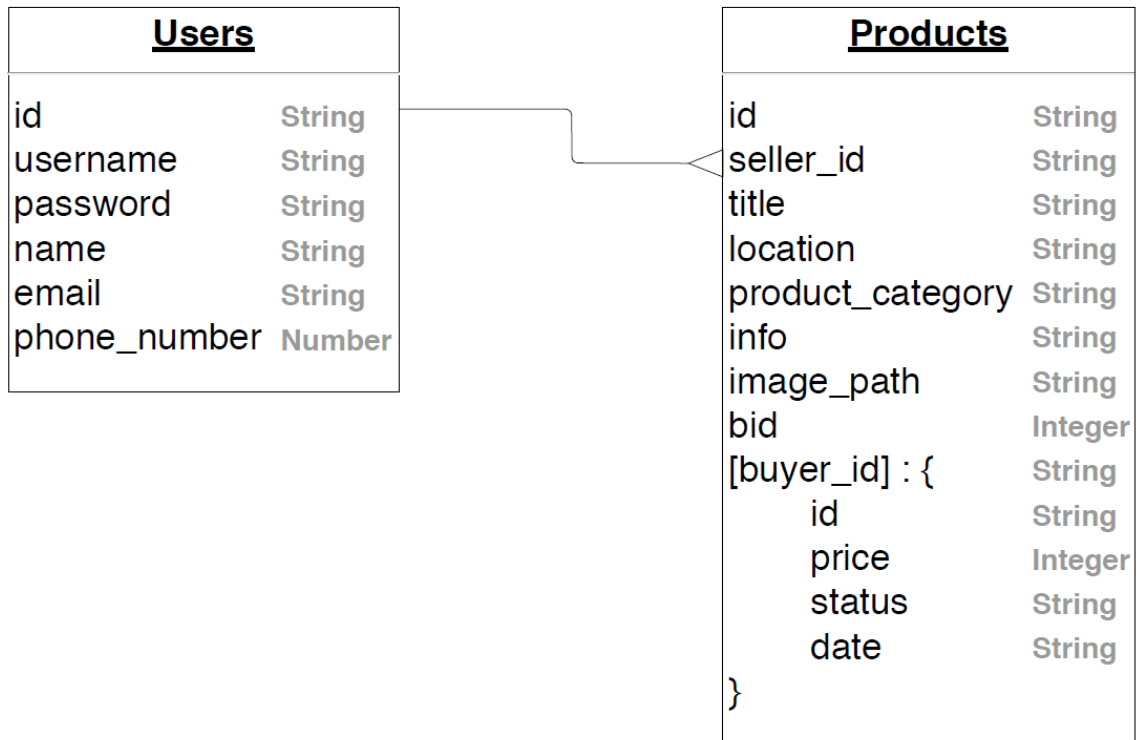 Users
id String
username String
password String
name String
email String
phone_number Number
Products
id String
seller_id String
title String
location String
product_category String
info String
image_path String
bid Integer
[buyer_id] : { String
id String
price Integer
status String
date String
}